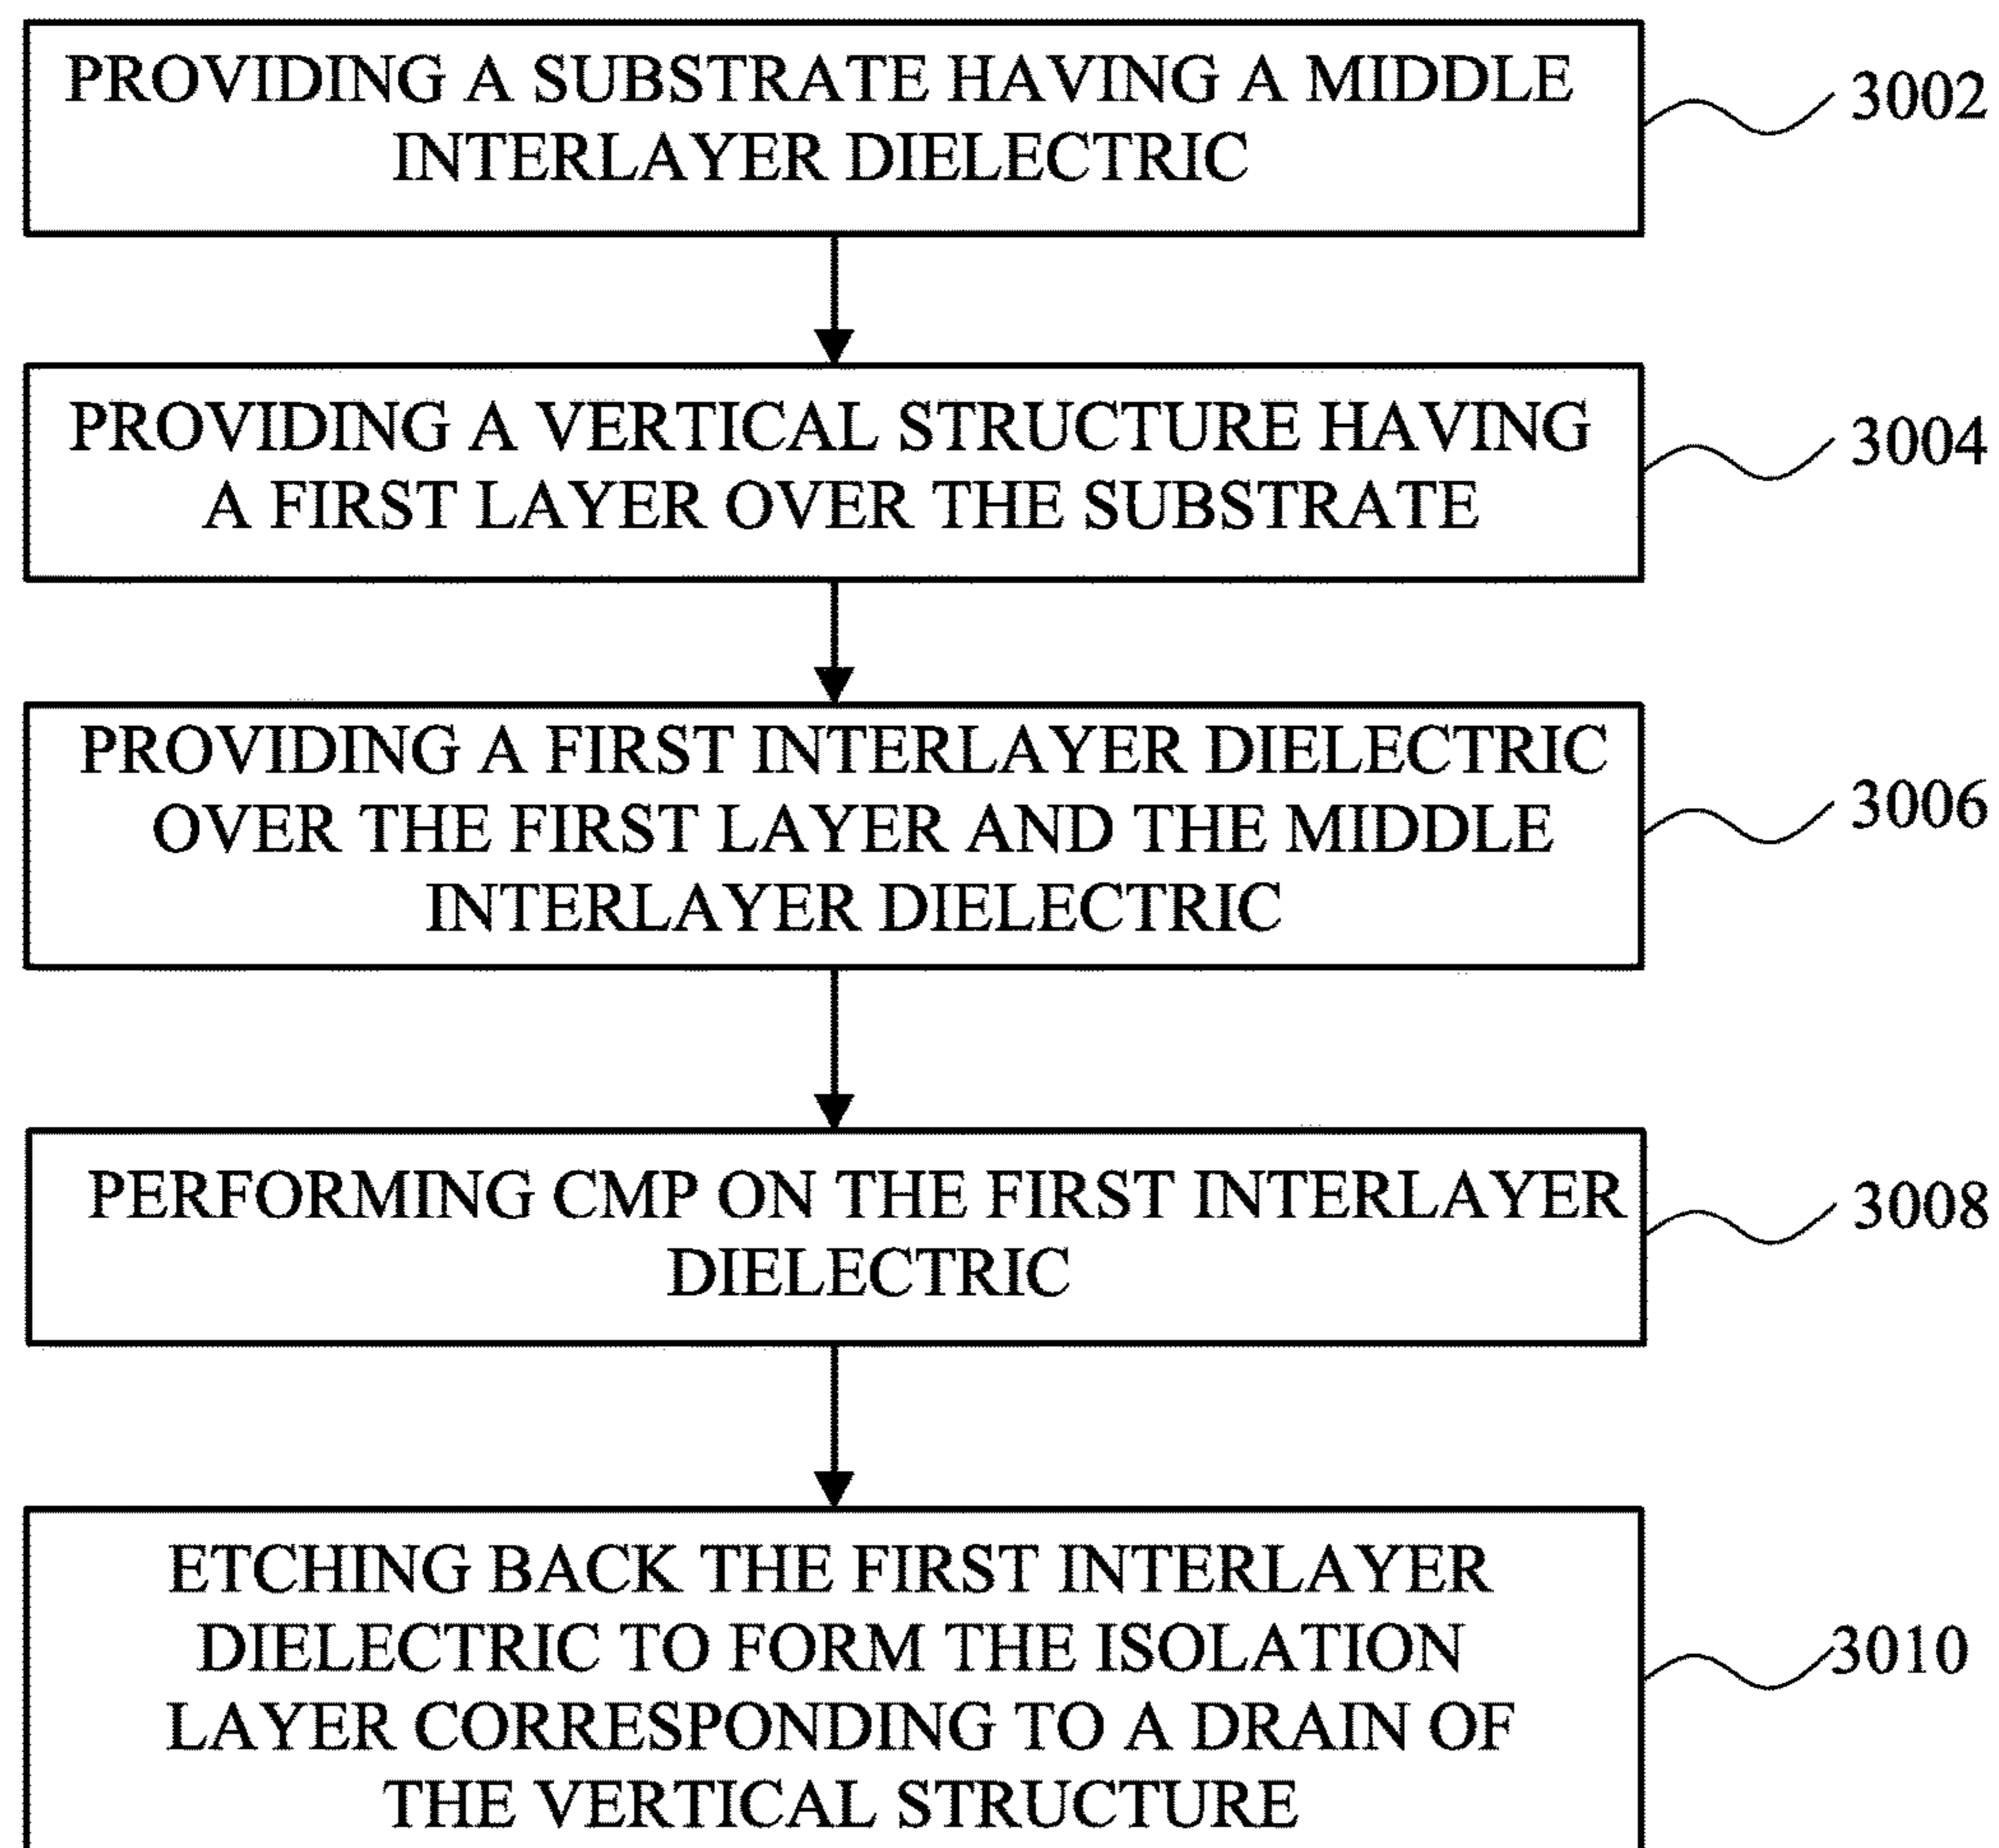 PROVIDING A SUBSTRATE HAVING A MIDDLE
INTERLAYER DIELECTRIC
3002
PROVIDING A VERTICAL STRUCTURE HAVING
A FIRST LAYER OVER THE SUBSTRATE
3004
PROVIDING A FIRST INTERLAYER DIELECTRIC
OVER THE FIRST LAYER AND THE MIDDLE
INTERLAYER DIELECTRIC
3006
PERFORMING CMP ON THE FIRST INTERLAYER
DIELECTRIC
3008
ETCHING BACK THE FIRST INTERLAYER
DIELECTRIC TO FORM THE ISOLATION
LAYER CORRESPONDING TO A DRAIN OF
THE VERTICAL STRUCTURE
3010